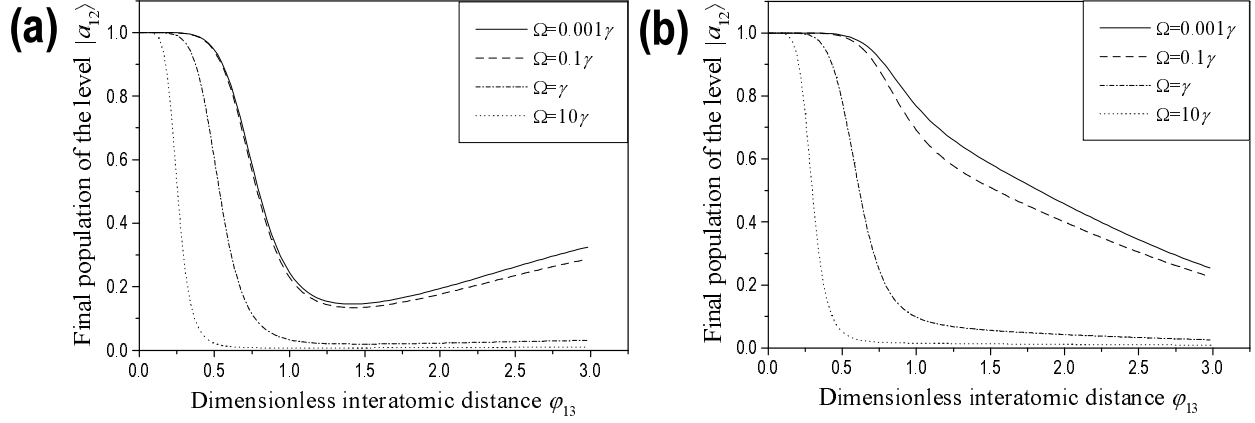 (a)
Final population of the level |a₁₂⟩
1.0
0.8
0.6
0.4
0.2
0.0
0.0 0.5 1.0 1.5 2.0 2.5 3.0
Dimensionless interatomic distance φ₁₃
Ω=0.001γ
Ω=0.1γ
Ω=γ
Ω=10γ
(b)
Final population of the level |a₁₂⟩
1.0
0.8
0.6
0.4
0.2
0.0
0.0 0.5 1.0 1.5 2.0 2.5 3.0
Dimensionless interatomic distance φ₁₃
Ω=0.001γ
Ω=0.1γ
Ω=γ
Ω=10γ